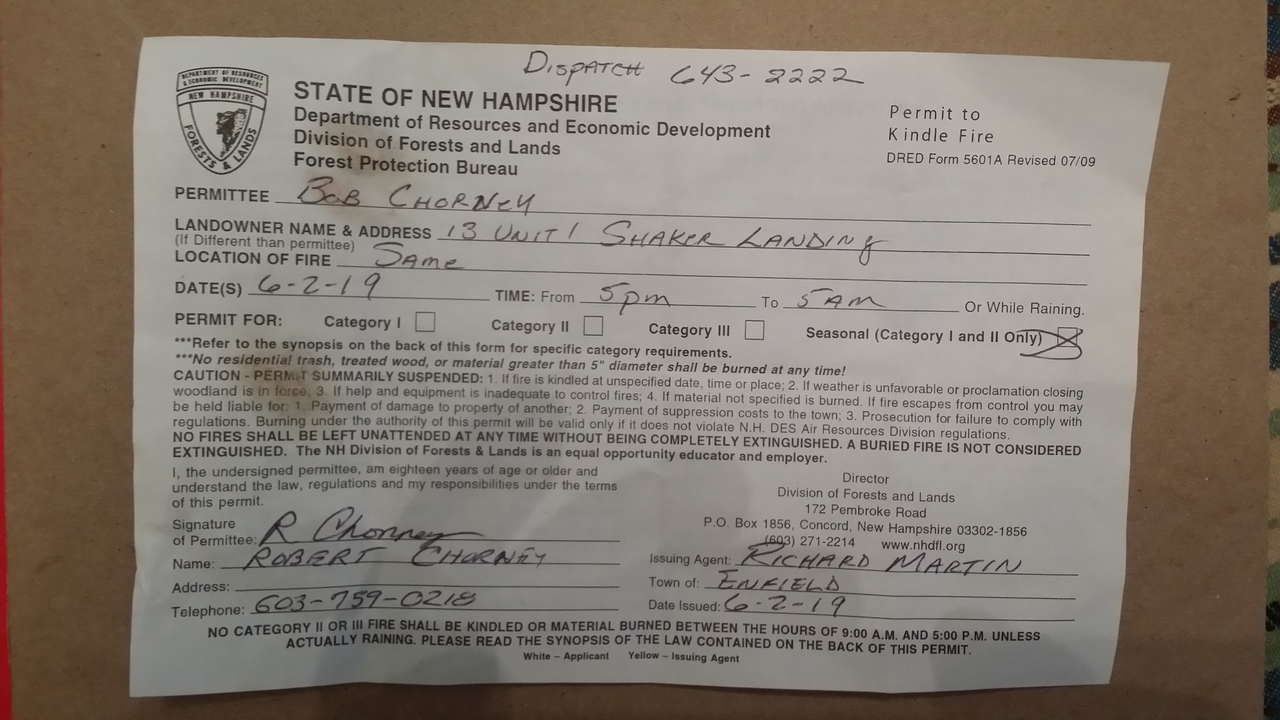 DISPATCH 643-2222
DEPARTMENT OF RESOURCES
& ECONOMIC DEVELOPMENT
NEW HAMPSHIRE
FORESTS & LANDS
STATE OF NEW HAMPSHIRE
Department of Resources and Economic Development
Division of Forests and Lands
Forest Protection Bureau
Permit to
Kindle Fire
DRED Form 5601A Revised 07/09
PERMITTEE BOB CHORNEY
LANDOWNER NAME & ADDRESS 13 UNIT 1 SHAKER LANDING
(If Different than permittee)
LOCATION OF FIRE SAME
DATE(S) 6-2-19 TIME: From 5pm To 5AM Or While Raining.
PERMIT FOR: Category I Category II Category III Seasonal (Category I and II Only)
***Refer to the synopsis on the back of this form for specific category requirements.
***No residential trash, treated wood, or material greater than 5" diameter shall be burned at any time!
CAUTION - PERMIT SUMMARILY SUSPENDED: 1. If fire is kindled at unspecified date, time or place; 2. If weather is unfavorable or proclamation closing
woodland is in force; 3. If help and equipment is inadequate to control fires; 4. If material not specified is burned. If fire escapes from control you may
be held liable for: 1. Payment of damage to property of another; 2. Payment of suppression costs to the town; 3. Prosecution for failure to comply with
regulations. Burning under the authority of this permit will be valid only if it does not violate N.H. DES Air Resources Division regulations.
NO FIRES SHALL BE LEFT UNATTENDED AT ANY TIME WITHOUT BEING COMPLETELY EXTINGUISHED. A BURIED FIRE IS NOT CONSIDERED
EXTINGUISHED. The NH Division of Forests & Lands is an equal opportunity educator and employer.
I, the undersigned permittee, am eighteen years of age or older and
understand the law, regulations and my responsibilities under the terms
of this permit.
Signature
of Permittee: R Chorney
Name: ROBERT CHORNEY
Address:
Telephone: 603-759-0218
Director
Division of Forests and Lands
172 Pembroke Road
P.O. Box 1856, Concord, New Hampshire 03302-1856
(603) 271-2214 www.nhdfl.org
Issuing Agent: RICHARD MARTIN
Town of: ENFIELD
Date Issued: 6-2-19
NO CATEGORY II OR III FIRE SHALL BE KINDLED OR MATERIAL BURNED BETWEEN THE HOURS OF 9:00 A.M. AND 5:00 P.M. UNLESS
ACTUALLY RAINING. PLEASE READ THE SYNOPSIS OF THE LAW CONTAINED ON THE BACK OF THIS PERMIT.
White – Applicant Yellow – Issuing Agent